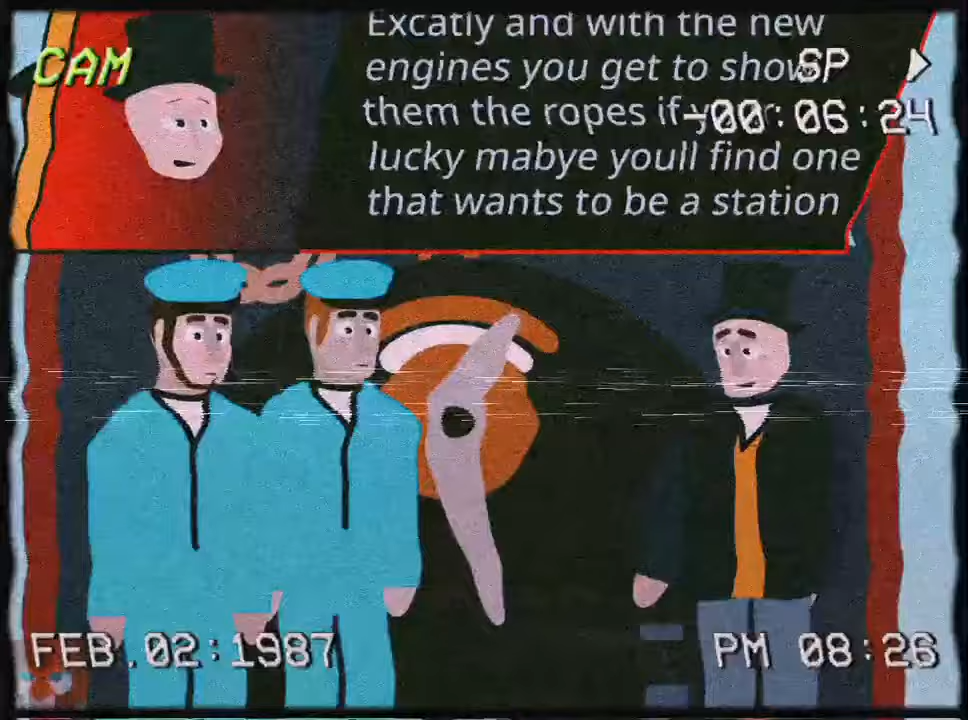 Excatly and with the new
CAM
engines you get to show
SP
them the ropes if
-00:06:24
lucky mabye youll find one
that wants to be a station
FEB.02:1987
PM 08:26